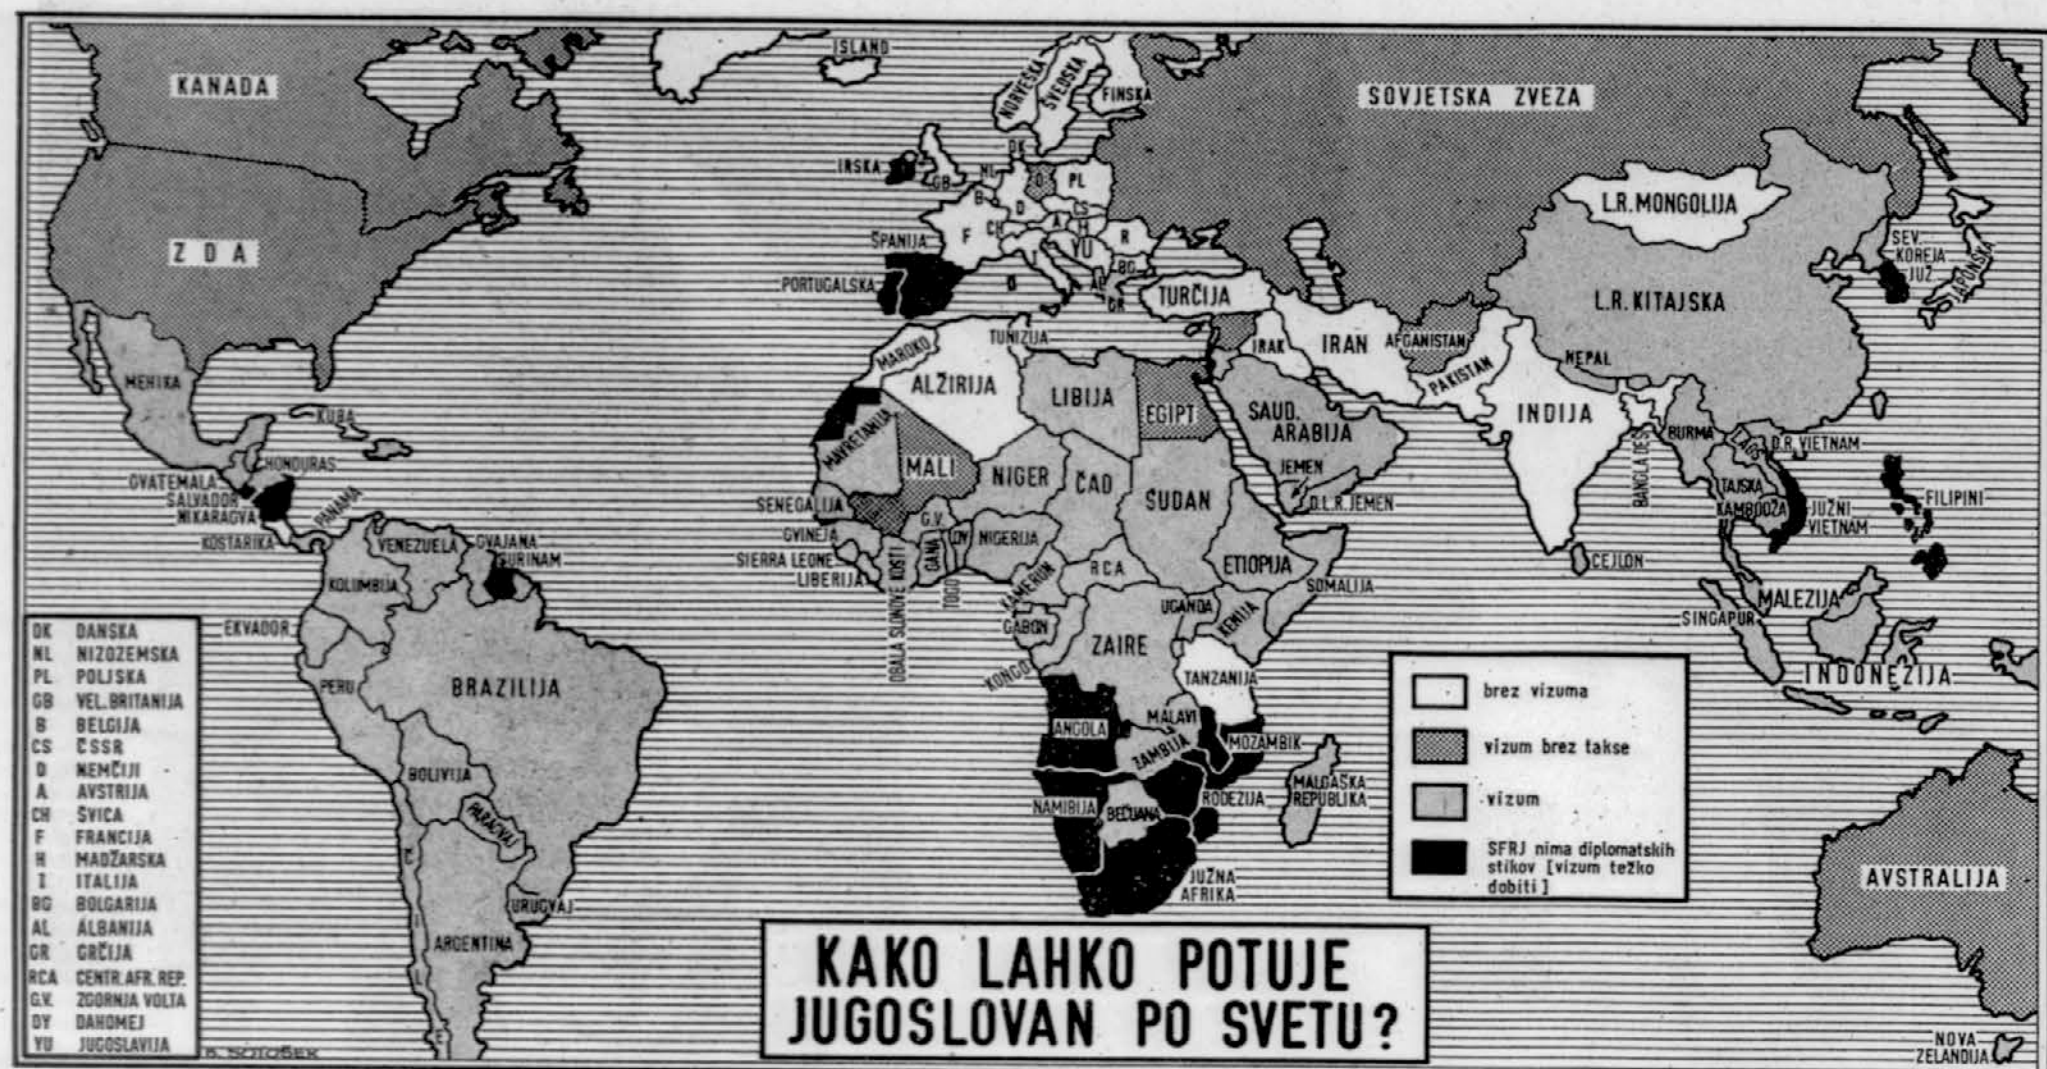 KANADA
ISLAND
NORVEŠKA
ŠVEDSKA
FINSKA
SOVJETSKA ZVEZA
IRSKA
GB
DK
NL
B
D
D
PL
CS
A
H
CH
F
YU
R
BG
AL
GR
ŠPANIJA
PORTUGALSKA
TURČIJA
L.R. MONGOLIJA
SEV.
KOREJA
JUŽ.
JAPONSKA
L.R. KITAJSKA
ZDA
MEHIKA
KUBA
HONDURAS
GVATEMALA
SALVADOR
NIKARAGVA
PANAMA
KOSTARIKA
VENEZUELA
GVAJANA
SURINAM
KOLUMBIJA
EKVADOR
PERU
BRAZILIJA
BOLIVIJA
PARAGVAJ
ČILE
URUGVAJ
ARGENTINA
MAROKO
TUNIZIJA
ALŽIRIJA
LIBIJA
EGIPT
IRAK
IRAN
AFGANISTAN
PAKISTAN
NEPAL
INDIJA
BANGLA DEŠ
BURMA
LAOS
D.R. VIETNAM
TAJSKA
KAMBODŽA
JUŽNI
VIETNAM
FILIPINI
CEJLON
MALEZIJA
SINGAPUR
INDONEZIJA
SAUD.
ARABIJA
JEMEN
D.L.R. JEMEN
MAVRETANIJA
MALI
NIGER
ČAD
SUDAN
SENEGALIJA
GVINEJA
SIERRA LEONE
LIBERIJA
OBALA SLONOVE KOSTI
G.V.
GANA
TOGO
DY
NIGERIJA
KAMERUN
RCA
ETIOPIJA
SOMALIJA
UGANDA
KENIJA
GABON
KONGO
ZAIRE
TANZANIJA
ANGOLA
MALAVI
ZAMBIJA
MOZAMBIK
NAMIBIJA
BEČUANA
RODEZIJA
MALGAŠKA
REPUBLIKA
JUŽNA
AFRIKA
AVSTRALIJA
NOVA
ZELANDIJA
DK DANSKA
NL NIZOZEMSKA
PL POLJSKA
GB VEL. BRITANIJA
B BELGIJA
CS ČSSR
D NEMČIJI
A AVSTRIJA
CH ŠVICA
F FRANCIJA
H MADŽARSKA
I ITALIJA
BG BOLGARIJA
AL ALBANIJA
GR GRČIJA
RCA CENTR. AFR. REP.
G.V. ZGORNJA VOLTA
DY DAHOMEJ
YU JUGOSLAVIJA
brez vizuma
vizum brez takse
vizum
SFRJ nima diplomatskih
stikov [vizum težko
dobiti]
KAKO LAHKO POTUJE
JUGOSLOVAN PO SVETU?